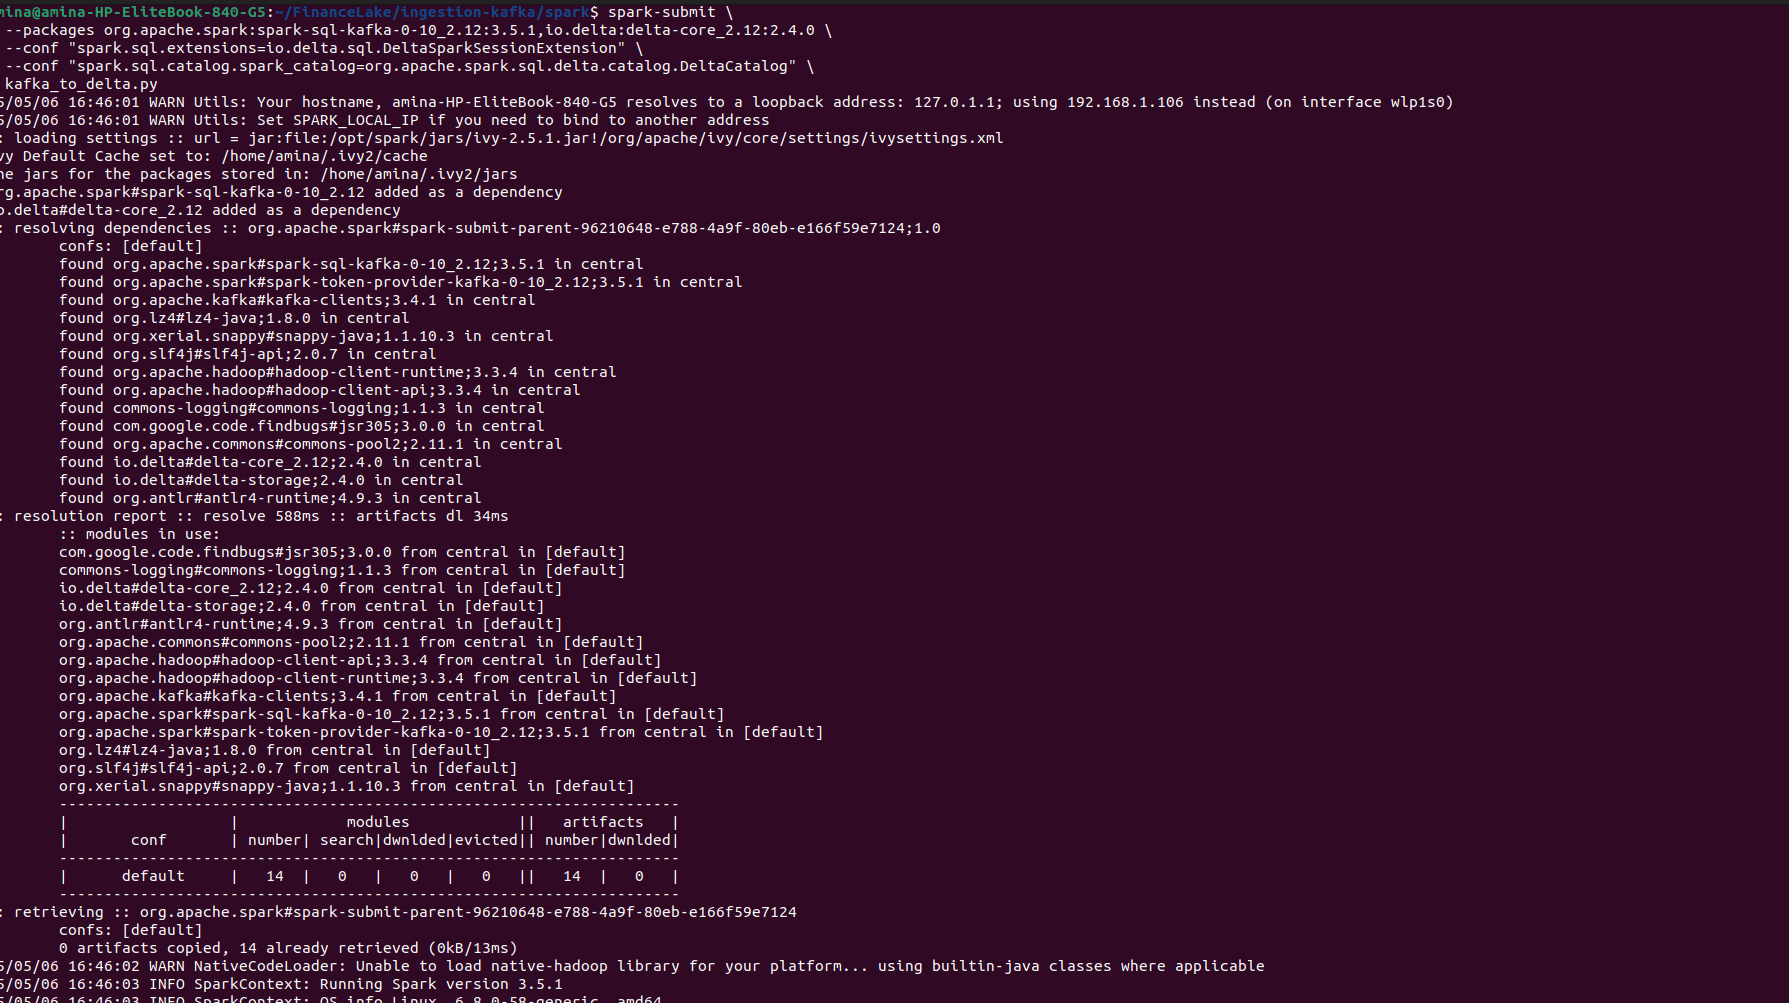 mina@amina-HP-EliteBook-840-G5:~/FinanceLake/ingestion-kafka/spark$ spark-submit \
--packages org.apache.spark:spark-sql-kafka-0-10_2.12:3.5.1,io.delta:delta-core_2.12:2.4.0 \
--conf "spark.sql.extensions=io.delta.sql.DeltaSparkSessionExtension" \
--conf "spark.sql.catalog.spark_catalog=org.apache.spark.sql.delta.catalog.DeltaCatalog" \
kafka_to_delta.py
5/05/06 16:46:01 WARN Utils: Your hostname, amina-HP-EliteBook-840-G5 resolves to a loopback address: 127.0.1.1; using 192.168.1.106 instead (on interface wlp1s0)
5/05/06 16:46:01 WARN Utils: Set SPARK_LOCAL_IP if you need to bind to another address
: loading settings :: url = jar:file:/opt/spark/jars/ivy-2.5.1.jar!/org/apache/ivy/core/settings/ivysettings.xml
vy Default Cache set to: /home/amina/.ivy2/cache
he jars for the packages stored in: /home/amina/.ivy2/jars
rg.apache.spark#spark-sql-kafka-0-10_2.12 added as a dependency
o.delta#delta-core_2.12 added as a dependency
: resolving dependencies :: org.apache.spark#spark-submit-parent-96210648-e788-4a9f-80eb-e166f59e7124;1.0
confs: [default]
found org.apache.spark#spark-sql-kafka-0-10_2.12;3.5.1 in central
found org.apache.spark#spark-token-provider-kafka-0-10_2.12;3.5.1 in central
found org.apache.kafka#kafka-clients;3.4.1 in central
found org.lz4#lz4-java;1.8.0 in central
found org.xerial.snappy#snappy-java;1.1.10.3 in central
found org.slf4j#slf4j-api;2.0.7 in central
found org.apache.hadoop#hadoop-client-runtime;3.3.4 in central
found org.apache.hadoop#hadoop-client-api;3.3.4 in central
found commons-logging#commons-logging;1.1.3 in central
found com.google.code.findbugs#jsr305;3.0.0 in central
found org.apache.commons#commons-pool2;2.11.1 in central
found io.delta#delta-core_2.12;2.4.0 in central
found io.delta#delta-storage;2.4.0 in central
found org.antlr#antlr4-runtime;4.9.3 in central
: resolution report :: resolve 588ms :: artifacts dl 34ms
:: modules in use:
com.google.code.findbugs#jsr305;3.0.0 from central in [default]
commons-logging#commons-logging;1.1.3 from central in [default]
io.delta#delta-core_2.12;2.4.0 from central in [default]
io.delta#delta-storage;2.4.0 from central in [default]
org.antlr#antlr4-runtime;4.9.3 from central in [default]
org.apache.commons#commons-pool2;2.11.1 from central in [default]
org.apache.hadoop#hadoop-client-api;3.3.4 from central in [default]
org.apache.hadoop#hadoop-client-runtime;3.3.4 from central in [default]
org.apache.kafka#kafka-clients;3.4.1 from central in [default]
org.apache.spark#spark-sql-kafka-0-10_2.12;3.5.1 from central in [default]
org.apache.spark#spark-token-provider-kafka-0-10_2.12;3.5.1 from central in [default]
org.lz4#lz4-java;1.8.0 from central in [default]
org.slf4j#slf4j-api;2.0.7 from central in [default]
org.xerial.snappy#snappy-java;1.1.10.3 from central in [default]
---------------------------------------------------------------------
|                  |            modules            ||   artifacts   |
|       conf       | number| search|dwnlded|evicted|| number|dwnlded|
---------------------------------------------------------------------
|      default     |   14  |   0   |   0   |   0   ||   14  |   0   |
---------------------------------------------------------------------
: retrieving :: org.apache.spark#spark-submit-parent-96210648-e788-4a9f-80eb-e166f59e7124
confs: [default]
0 artifacts copied, 14 already retrieved (0kB/13ms)
5/05/06 16:46:02 WARN NativeCodeLoader: Unable to load native-hadoop library for your platform... using builtin-java classes where applicable
5/05/06 16:46:03 INFO SparkContext: Running Spark version 3.5.1
5/05/06 16:46:03 INFO SparkContext: OS info Linux, 6.8.0-58-generic, amd64